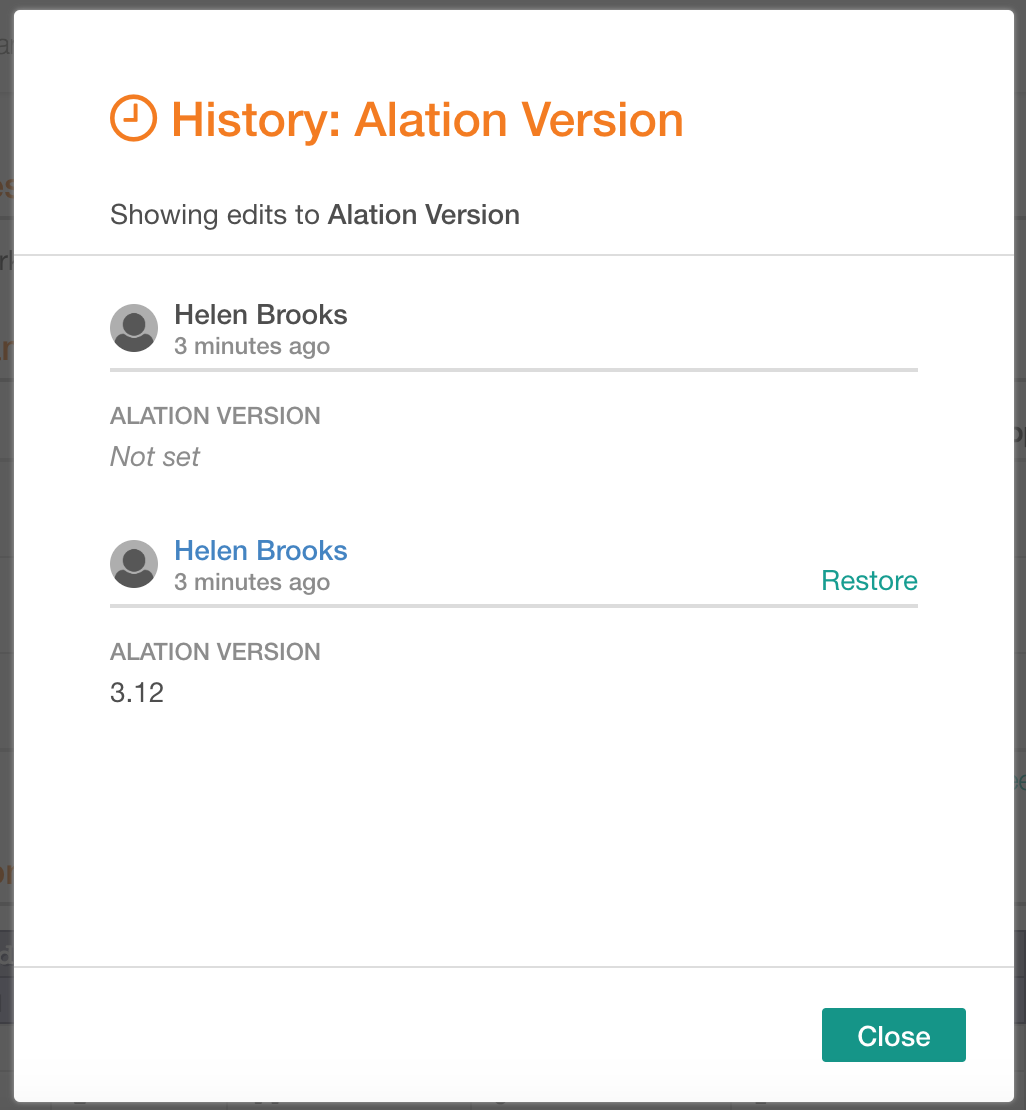 History: Alation Version
Showing edits to Alation Version
Helen Brooks
3 minutes ago
ALATION VERSION
Not set
Helen Brooks
3 minutes ago
Restore
ALATION VERSION
3.12
Close